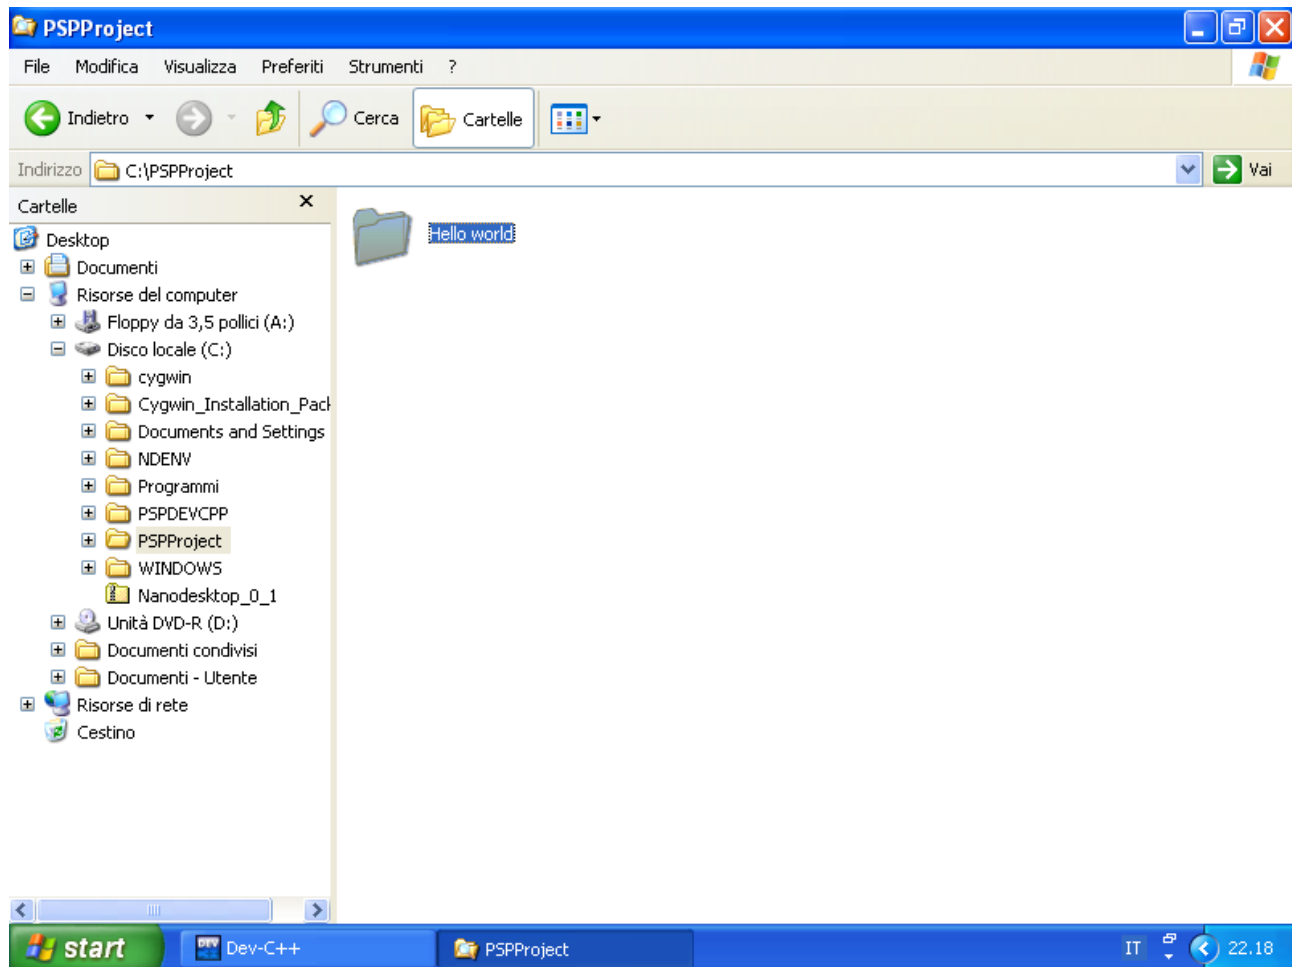 PSPProject
File Modifica Visualizza Preferiti Strumenti ?
Indietro Cerca Cartelle
Indirizzo C:\PSPProject Vai
Cartelle
Hello world
Desktop
Documenti
Risorse del computer
Floppy da 3,5 pollici (A:)
Disco locale (C:)
cygwin
Cygwin_Installation_Pack
Documents and Settings
NDENV
Programmi
PSPDEVCPP
PSPProject
WINDOWS
Nanodesktop_0_1
Unità DVD-R (D:)
Documenti condivisi
Documenti - Utente
Risorse di rete
Cestino
start Dev-C++ PSPProject IT 22.18